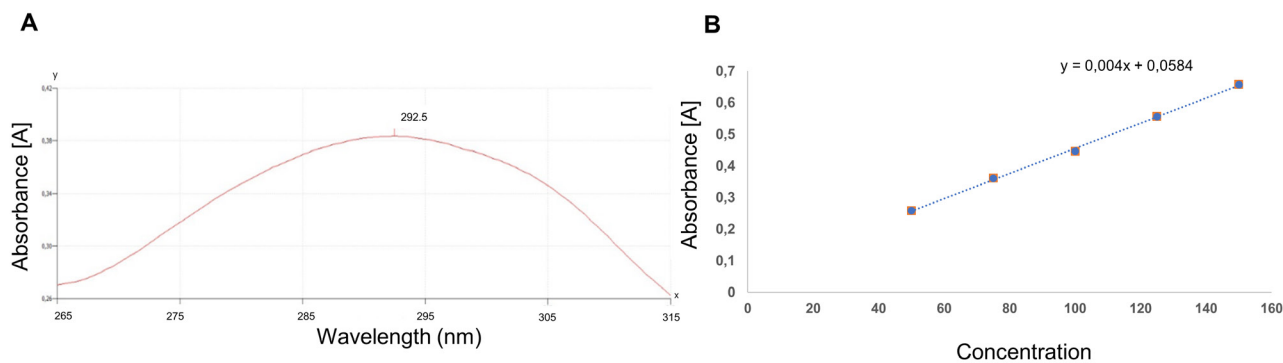 A
y
0,42
0,38
0,34
0,30
0,26
292.5
Absorbance [A]
x
265 275 285 295 305 315
Wavelength (nm)
B
y = 0,004x + 0,0584
0,7
0,6
0,5
0,4
0,3
0,2
0,1
0
Absorbance [A]
0 20 40 60 80 100 120 140 160
Concentration